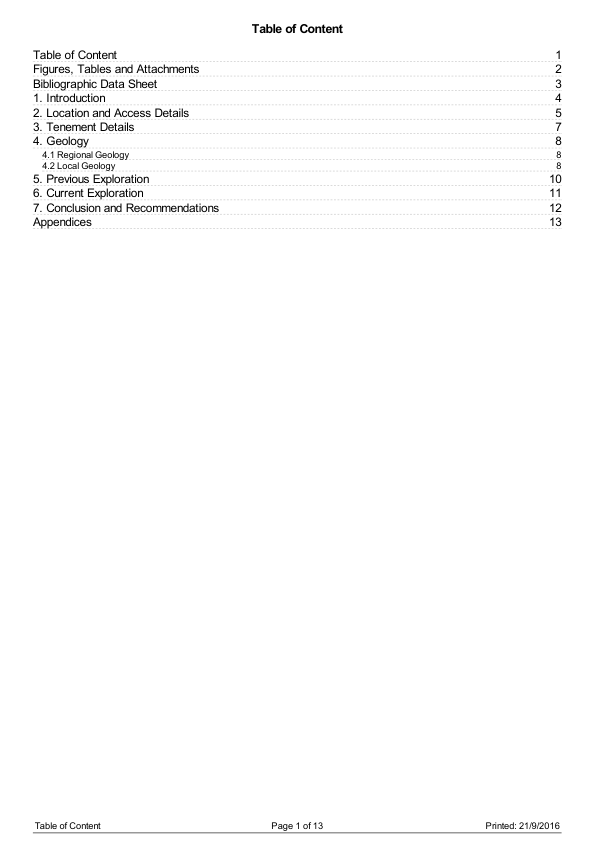 Table of Content
Table of Content 1
Figures, Tables and Attachments 2
Bibliographic Data Sheet 3
1. Introduction 4
2. Location and Access Details 5
3. Tenement Details 7
4. Geology 8
4.1 Regional Geology 8
4.2 Local Geology 8
5. Previous Exploration 10
6. Current Exploration 11
7. Conclusion and Recommendations 12
Appendices 13
Table of Content Page 1 of 13 Printed: 21/9/2016